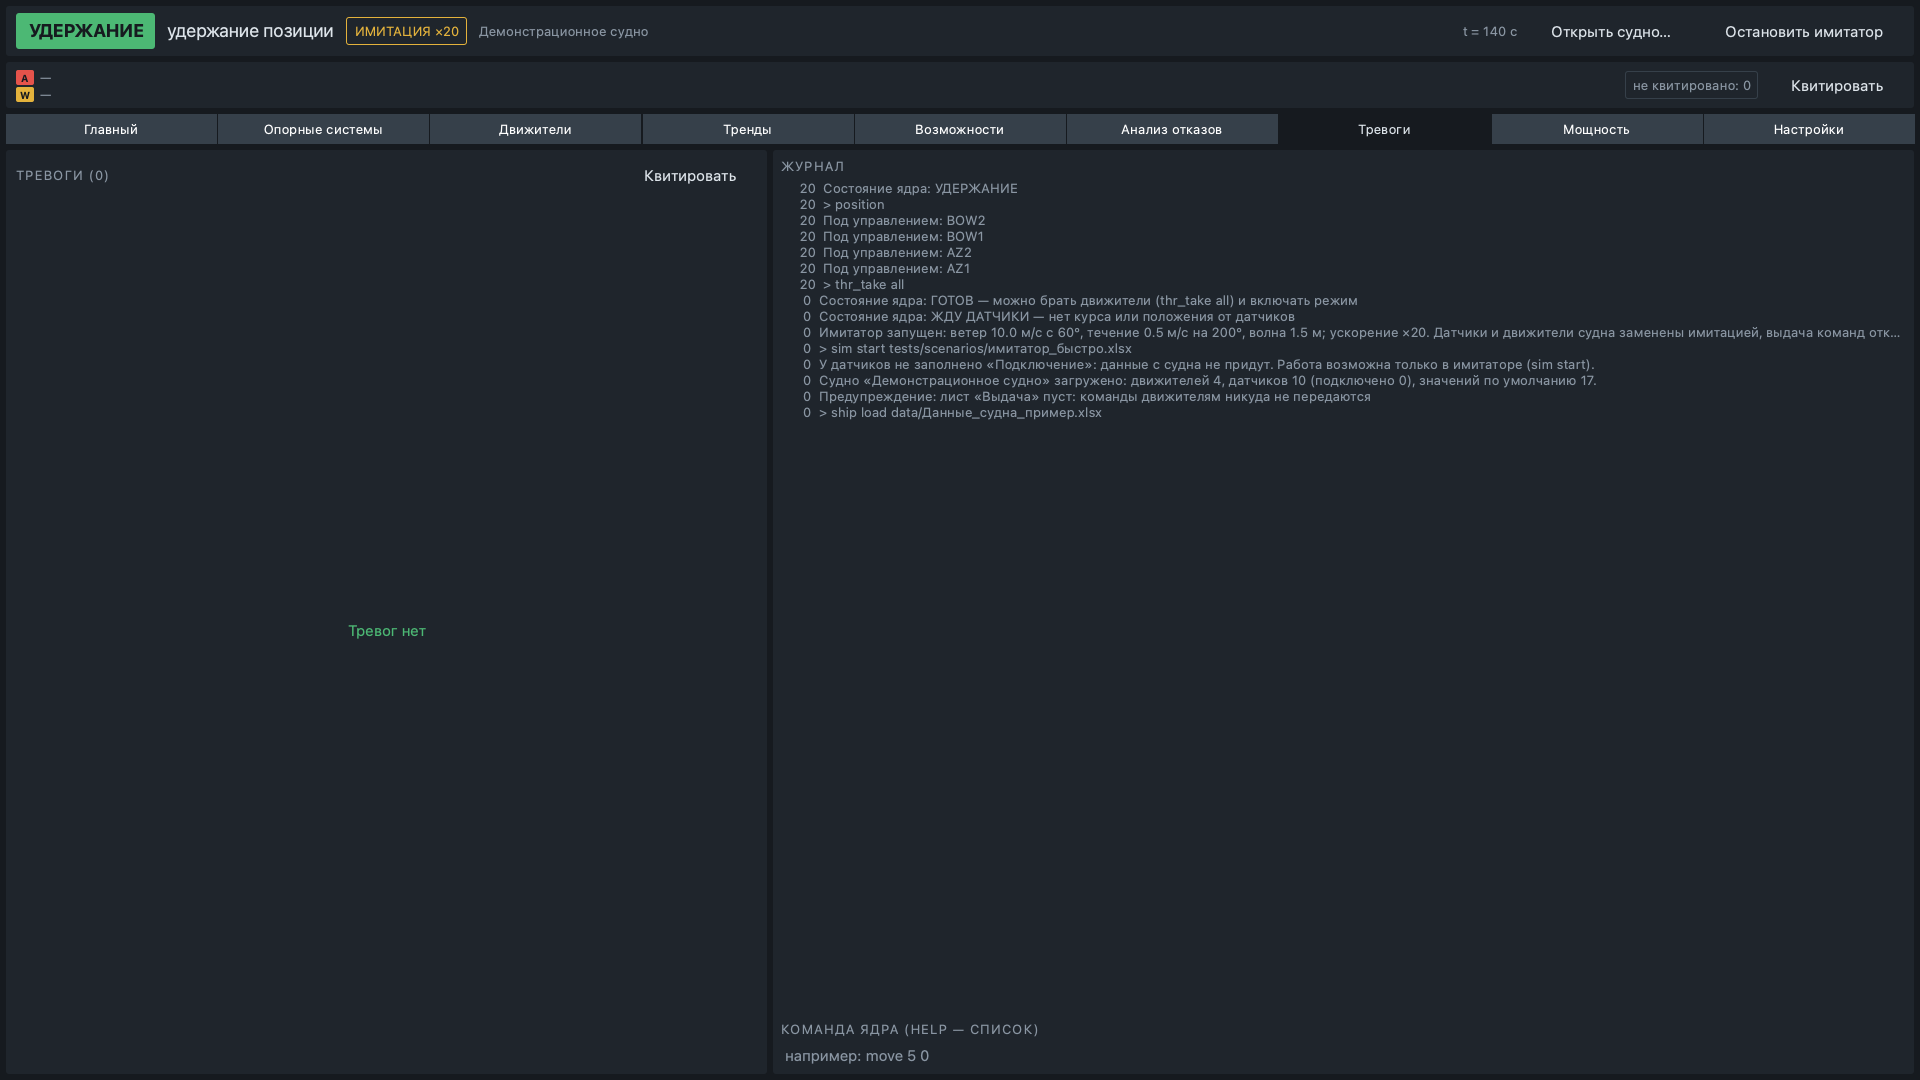 УДЕРЖАНИЕ удержание позиции ИМИТАЦИЯ ×20 Демонстрационное судно t = 140 с Открыть судно... Остановить имитатор
A —
W —
не квитировано: 0 Квитировать
Главный Опорные системы Движители Тренды Возможности Анализ отказов Тревоги Мощность Настройки
ТРЕВОГИ (0) Квитировать
Тревог нет
ЖУРНАЛ
20 Состояние ядра: УДЕРЖАНИЕ
20 > position
20 Под управлением: BOW2
20 Под управлением: BOW1
20 Под управлением: AZ2
20 Под управлением: AZ1
20 > thr_take all
0 Состояние ядра: ГОТОВ — можно брать движители (thr_take all) и включать режим
0 Состояние ядра: ЖДУ ДАТЧИКИ — нет курса или положения от датчиков
0 Имитатор запущен: ветер 10.0 м/с с 60°, течение 0.5 м/с на 200°, волна 1.5 м; ускорение ×20. Датчики и движители судна заменены имитацией, выдача команд отк...
0 > sim start tests/scenarios/имитатор_быстро.xlsx
0 У датчиков не заполнено «Подключение»: данные с судна не придут. Работа возможна только в имитаторе (sim start).
0 Судно «Демонстрационное судно» загружено: движителей 4, датчиков 10 (подключено 0), значений по умолчанию 17.
0 Предупреждение: лист «Выдача» пуст: команды движителям никуда не передаются
0 > ship load data/Данные_судна_пример.xlsx
КОМАНДА ЯДРА (HELP — СПИСОК)
например: move 5 0